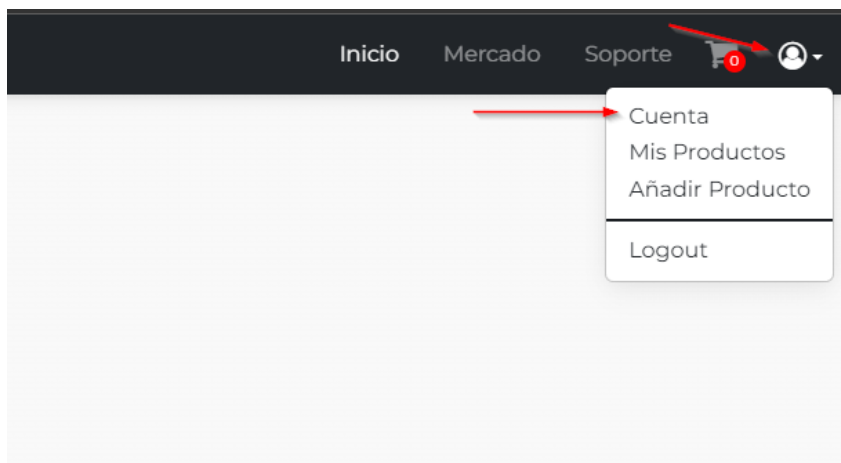 Inicio Mercado Soporte 0
Cuenta
Mis Productos
Añadir Producto
Logout